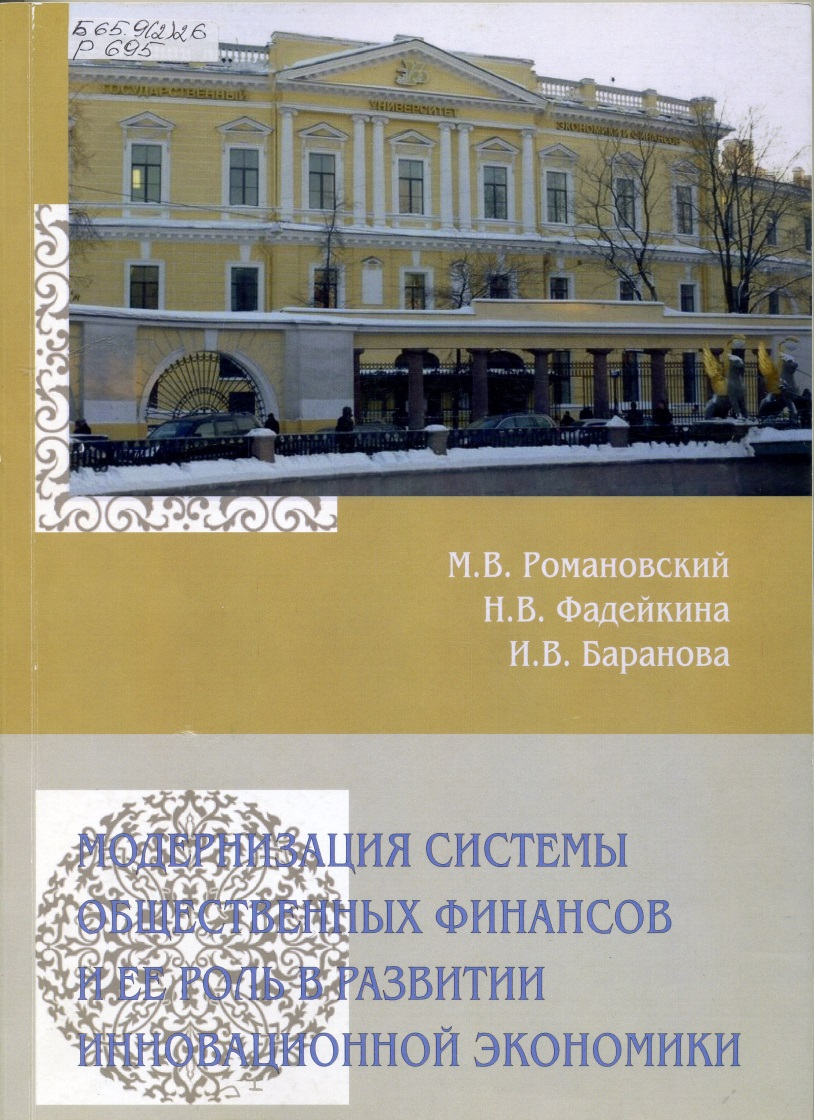 Б65.9(2)26
Р 695
ГОСУДАРСТВЕННЫЙ УНИВЕРСИТЕТ ЭКОНОМИКИ И ФИНАНСОВ
М.В. Романовский
Н.В. Фадейкина
И.В. Баранова
МОДЕРНИЗАЦИЯ СИСТЕМЫ
ОБЩЕСТВЕННЫХ ФИНАНСОВ
И ЕЕ РОЛЬ В РАЗВИТИИ
ИННОВАЦИОННОЙ ЭКОНОМИКИ